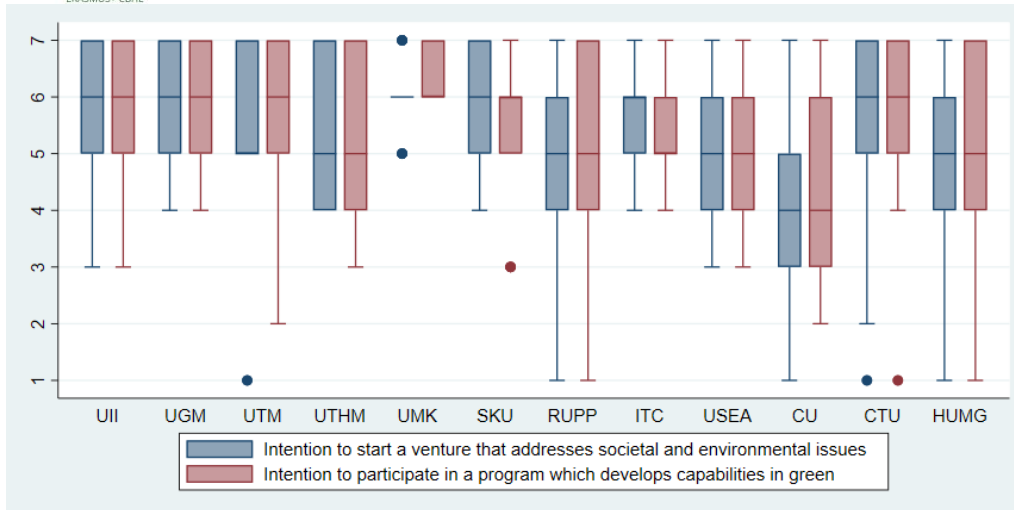 ERASMUS+ CBHE
7
6
5
4
3
2
1
UII UGM UTM UTHM UMK SKU RUPP ITC USEA CU CTU HUMG
Intention to start a venture that addresses societal and environmental issues
Intention to participate in a program which develops capabilities in green